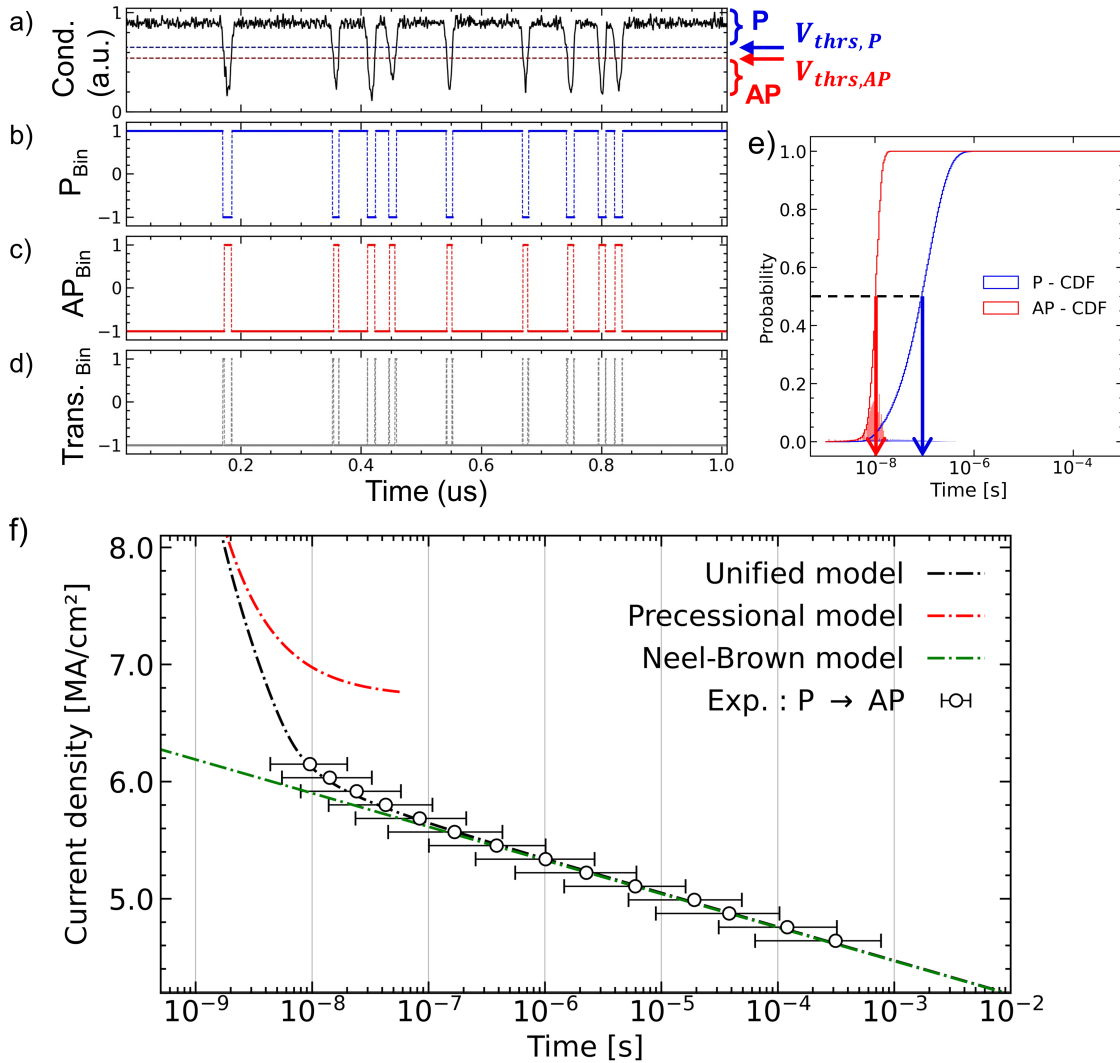 a)
Cond.
(a.u.)
1
0
P
V_thrs,P
V_thrs,AP
AP
b)
P_Bin
1
0
−1
c)
AP_Bin
1
0
−1
d)
Trans. Bin
1
0
−1
0.2 0.4 0.6 0.8 1.0
Time (us)
e)
Probability
1.0
0.8
0.6
0.4
0.2
0.0
P - CDF
AP - CDF
10⁻⁸ 10⁻⁶ 10⁻⁴
Time [s]
f)
Current density [MA/cm²]
8.0
7.0
6.0
5.0
Unified model
Precessional model
Neel-Brown model
Exp. : P → AP
10⁻⁹ 10⁻⁸ 10⁻⁷ 10⁻⁶ 10⁻⁵ 10⁻⁴ 10⁻³ 10⁻²
Time [s]